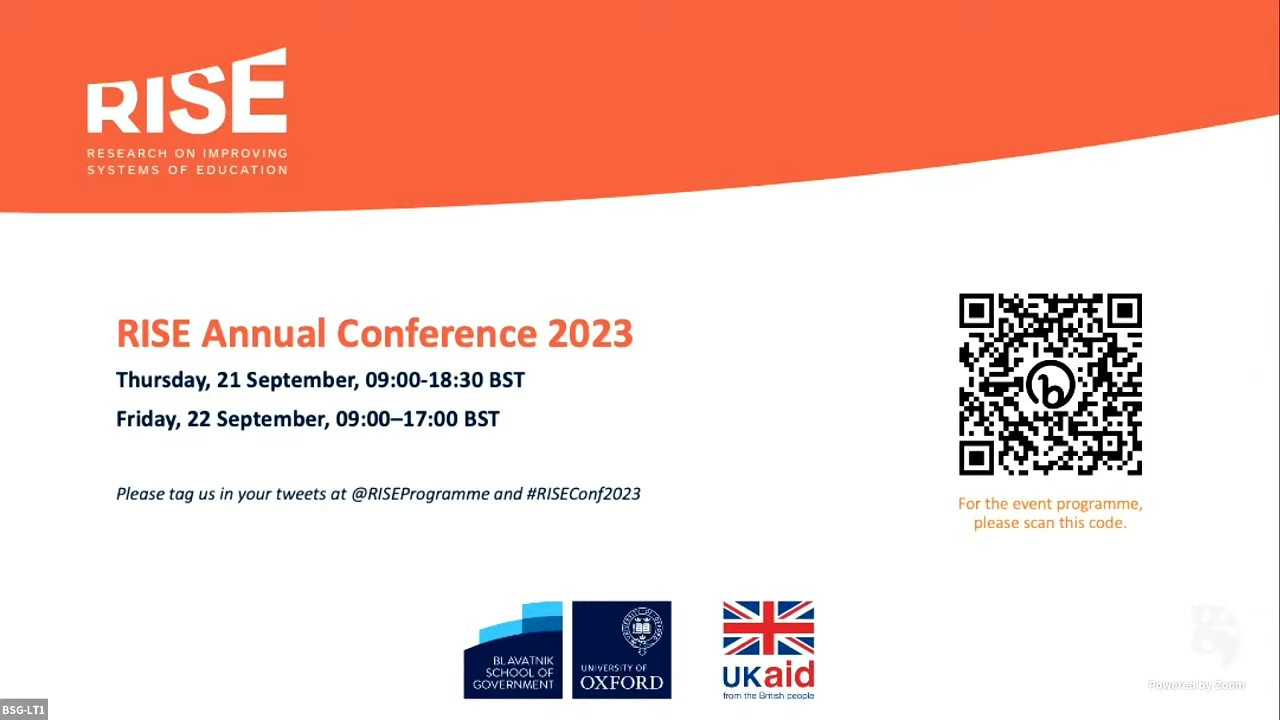 RISE
RESEARCH ON IMPROVING
SYSTEMS OF EDUCATION
RISE Annual Conference 2023
Thursday, 21 September, 09:00-18:30 BST
Friday, 22 September, 09:00–17:00 BST
Please tag us in your tweets at @RISEProgramme and #RISEConf2023
b
For the event programme,
please scan this code.
BLAVATNIK
SCHOOL OF
GOVERNMENT
UNIVERSITY OF
OXFORD
UKaid
from the British people
Powered by Zoom
BSG-LT1